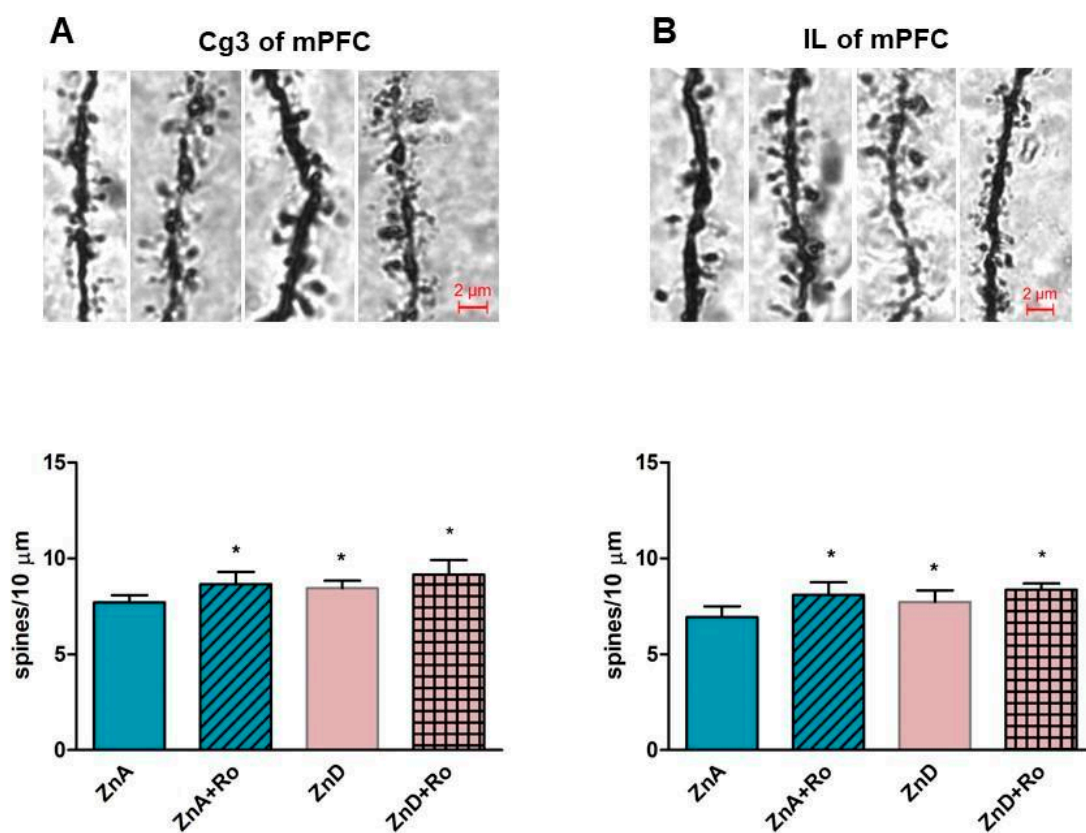 A
Cg3 of mPFC
2 μm
15
10
5
0
spines/10 μm
*
*
*
ZnA
ZnA+Ro
ZnD
ZnD+Ro
B
IL of mPFC
2 μm
15
10
5
0
spines/10 μm
*
*
*
ZnA
ZnA+Ro
ZnD
ZnD+Ro